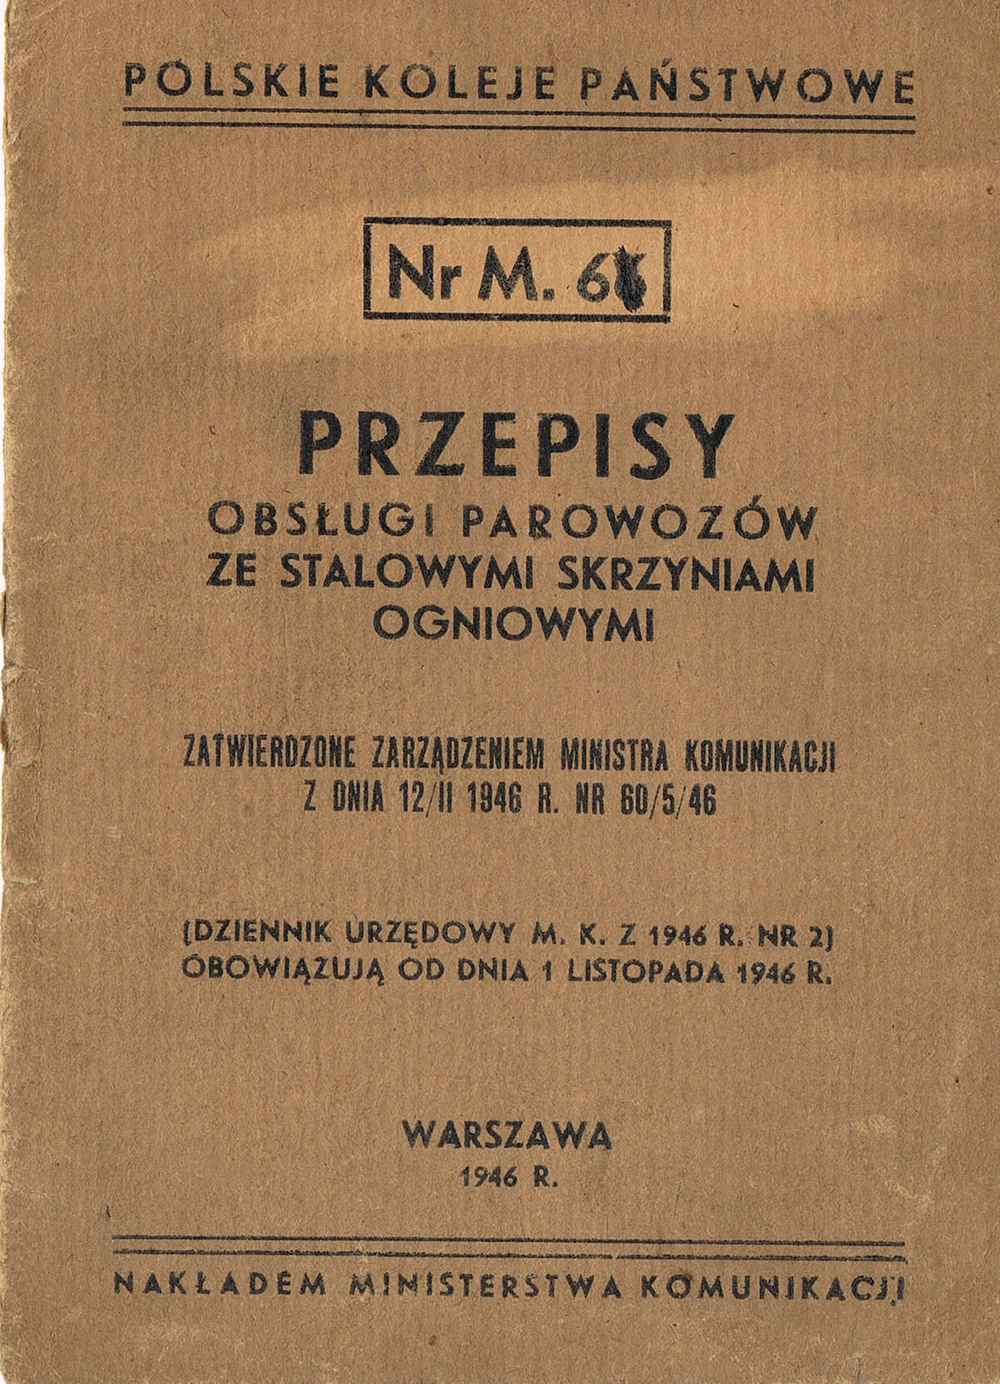 POLSKIE KOLEJE PAŃSTWOWE
Nr M. 6
PRZEPISY
OBSŁUGI PAROWOZÓW
ZE STALOWYMI SKRZYNIAMI
OGNIOWYMI
ZATWIERDZONE ZARZĄDZENIEM MINISTRA KOMUNIKACJI
Z DNIA 12/II 1946 R. NR 60/5/46
(DZIENNIK URZĘDOWY M. K. Z 1946 R. NR 2)
OBOWIĄZUJĄ OD DNIA 1 LISTOPADA 1946 R.
WARSZAWA
1946 R.
NAKŁADEM MINISTERSTWA KOMUNIKACJI